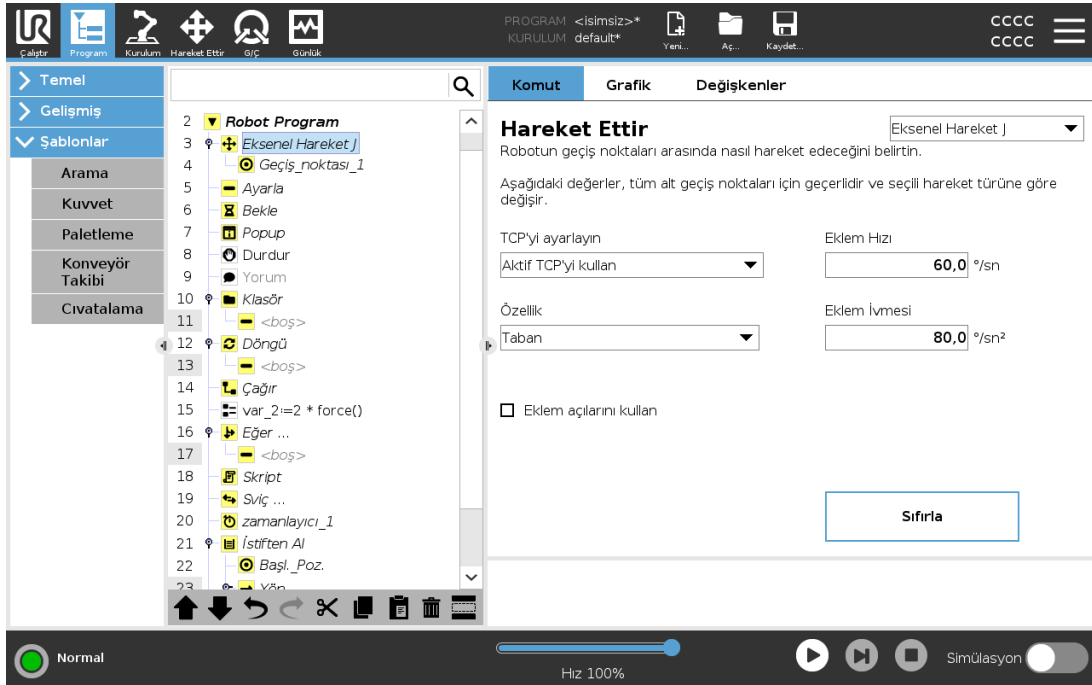 PROGRAM <isimsiz>*
KURULUM default*
cccc
cccc
Çalıştır
Program
Kurulum
Hareket Ettir
G/Ç
Günlük
Yeni...
Aç...
Kaydet...
Temel
Gelişmiş
Şablonlar
Arama
Kuvvet
Paletleme
Konveyör
Takibi
Cıvatalama
2 Robot Program
3 Eksenel Hareket J
4 Geçiş_noktası_1
5 Ayarla
6 Bekle
7 Popup
8 Durdur
9 Yorum
10 Klasör
11 <boş>
12 Döngü
13 <boş>
14 Çağır
15 var_2:=2 * force()
16 Eğer ...
17 <boş>
18 Skript
19 Sviç ...
20 zamanlayıcı_1
21 İstiften Al
22 Başl._Poz.
23 Yön
Komut
Grafik
Değişkenler
Hareket Ettir
Eksenel Hareket J
Robotun geçiş noktaları arasında nasıl hareket edeceğini belirtin.
Aşağıdaki değerler, tüm alt geçiş noktaları için geçerlidir ve seçili hareket türüne göre
değişir.
TCP'yi ayarlayın
Eklem Hızı
Aktif TCP'yi kullan
60,0 °/sn
Özellik
Eklem İvmesi
Taban
80,0 °/sn²
Eklem açılarını kullan
Sıfırla
Normal
Hız 100%
Simülasyon